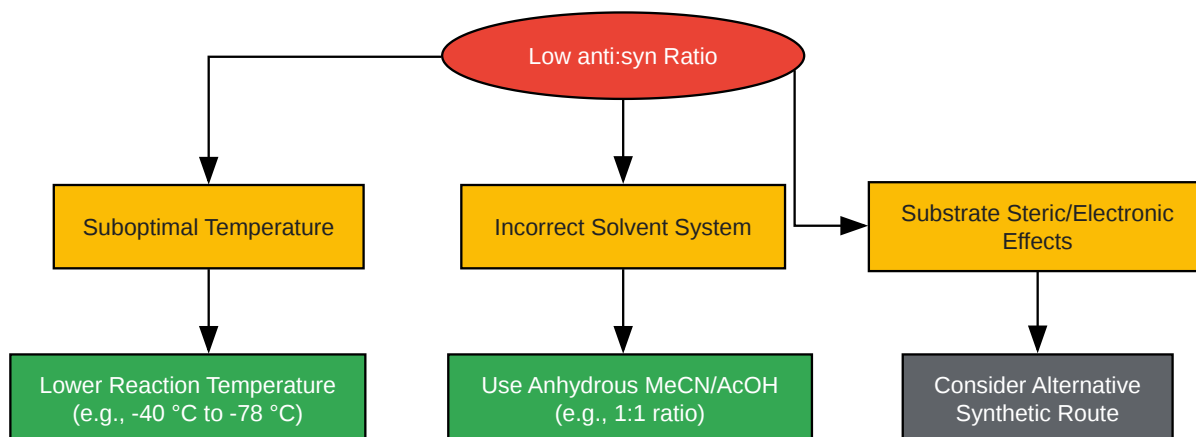 Low anti:syn Ratio
Suboptimal Temperature
Incorrect Solvent System
Substrate Steric/Electronic
Effects
Lower Reaction Temperature
(e.g., -40 °C to -78 °C)
Use Anhydrous MeCN/AcOH
(e.g., 1:1 ratio)
Consider Alternative
Synthetic Route